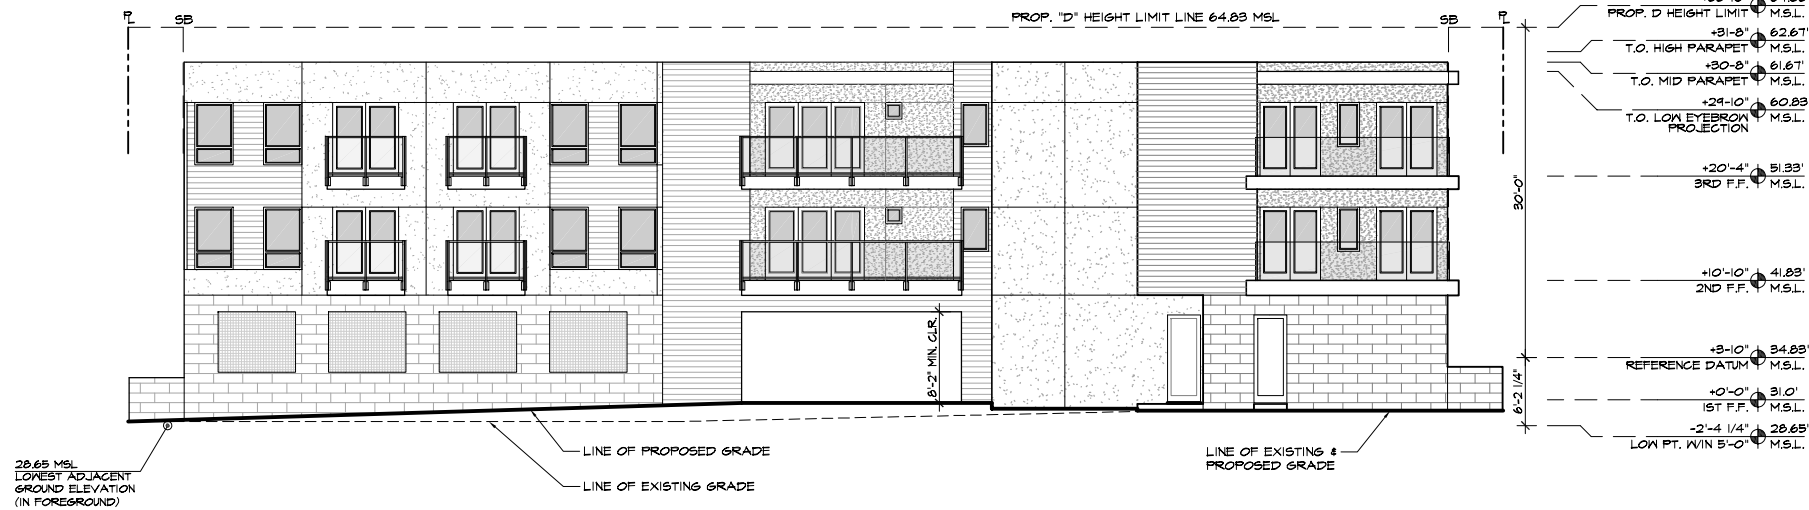 PL
SB
PROP. "D" HEIGHT LIMIT LINE 64.83 MSL
SB
PL
PROP. D HEIGHT LIMIT M.S.L.
+31'-8" 62.67'
T.O. HIGH PARAPET M.S.L.
+30'-8" 61.67'
T.O. MID PARAPET M.S.L.
+29'-10" 60.83
T.O. LOW EYEBROW M.S.L.
PROJECTION
+20'-4" 51.33'
3RD F.F. M.S.L.
30'-0"
+10'-10" 41.83'
2ND F.F. M.S.L.
8'-2" MIN. CLR.
+3'-10" 34.83'
REFERENCE DATUM M.S.L.
6'-2 1/4"
+0'-0" 31.0'
1ST F.F. M.S.L.
-2'-4 1/4" 28.65'
LOW PT. W/IN 5'-0" M.S.L.
LINE OF PROPOSED GRADE
LINE OF EXISTING &
PROPOSED GRADE
28.65 MSL
LOWEST ADJACENT
GROUND ELEVATION
(IN FOREGROUND)
LINE OF EXISTING GRADE